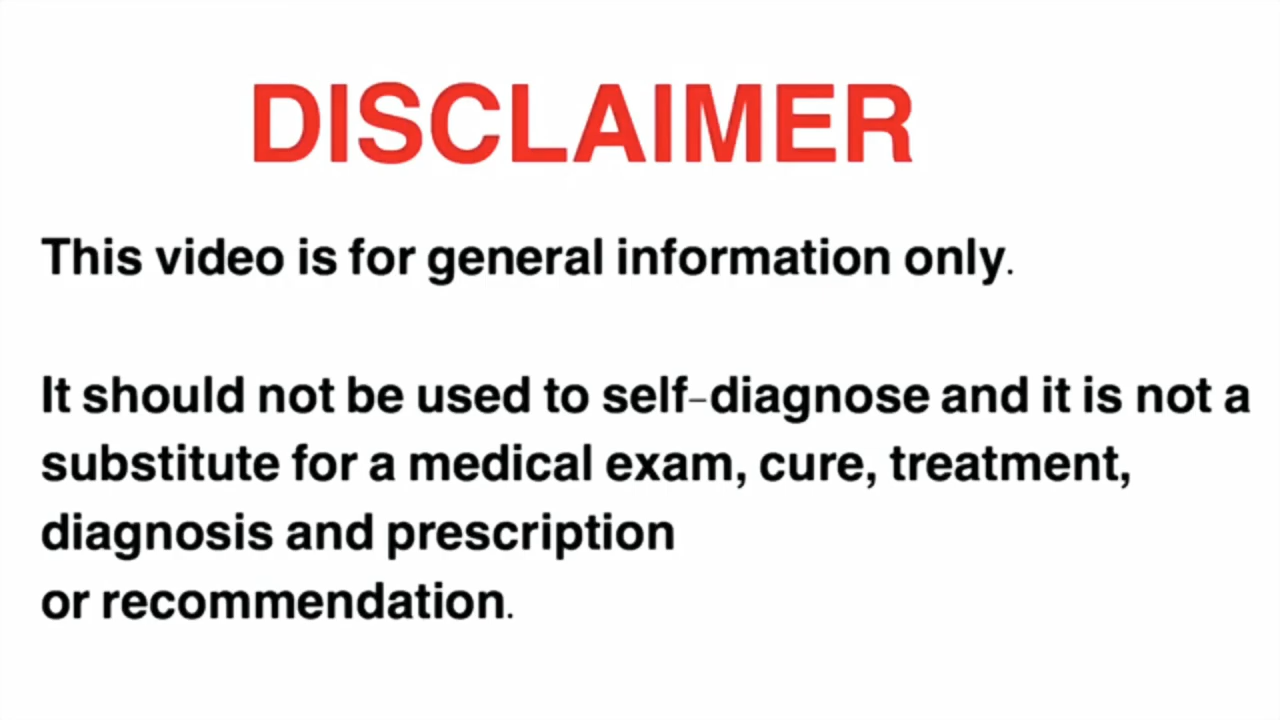 DISCLAIMER
This video is for general information only.
It should not be used to self-diagnose and it is not a
substitute for a medical exam, cure, treatment,
diagnosis and prescription
or recommendation.